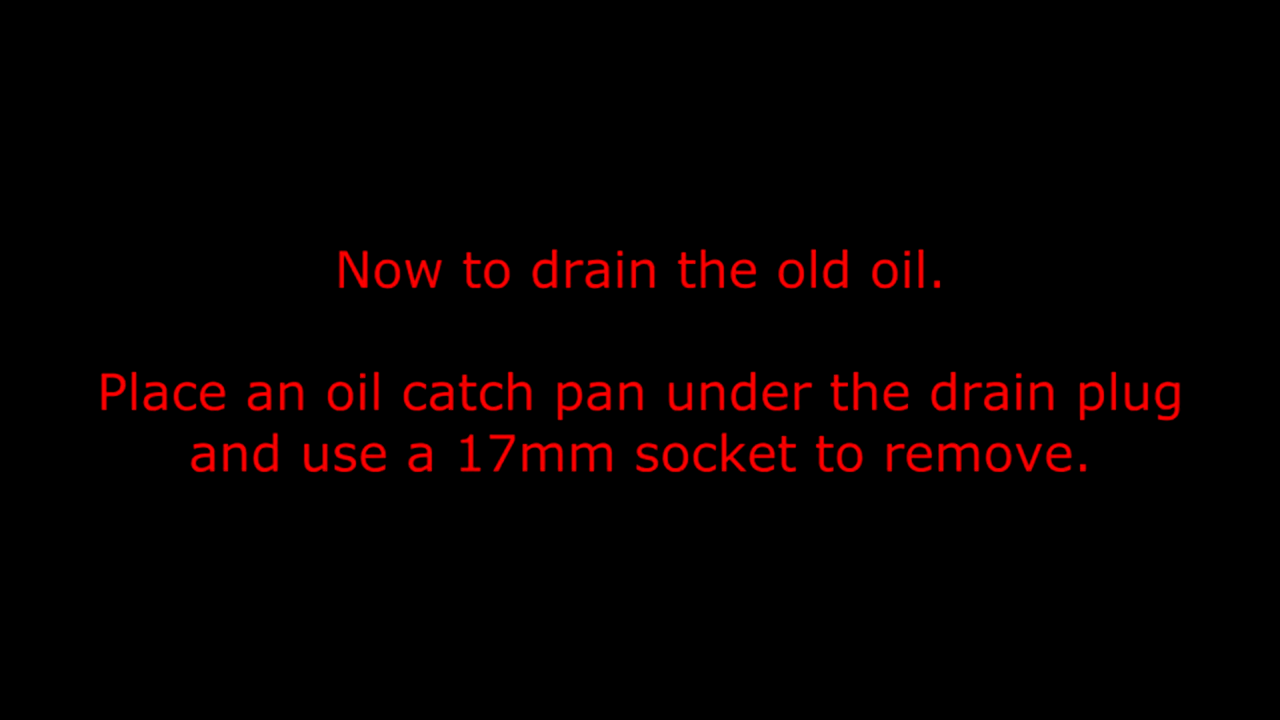 Now to drain the old oil.
Place an oil catch pan under the drain plug
and use a 17mm socket to remove.